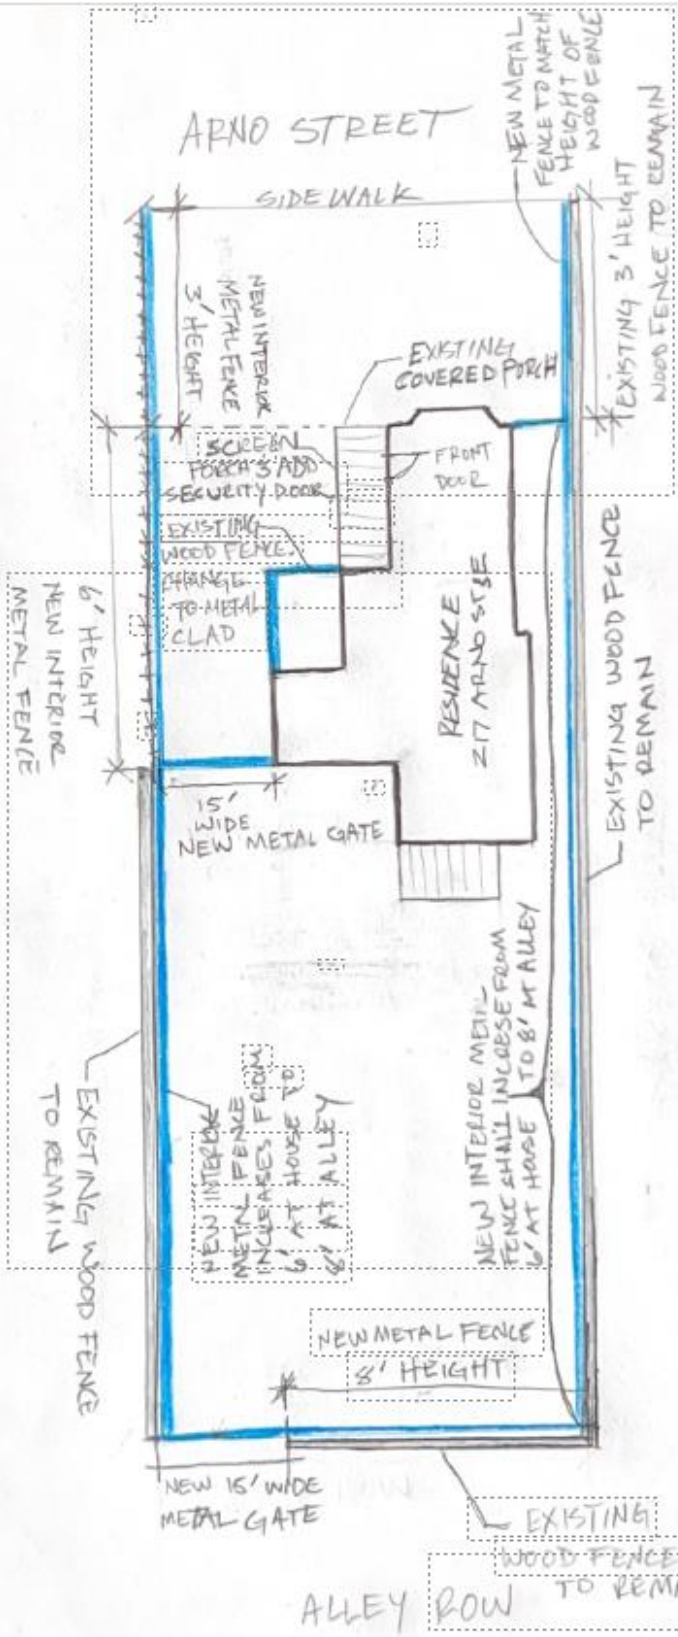 ARNO STREET
SIDEWALK
NEW METAL
FENCE TO MATCH
HEIGHT OF
WOOD FENCE
EXISTING 3' HEIGHT
WOOD FENCE TO REMAIN
NEW INTERIOR
METAL FENCE
3' HEIGHT
EXISTING
COVERED PORCH
SCREEN
PORCH & ADD
SECURITY DOOR
FRONT
DOOR
EXISTING
WOOD FENCE
CHANGE
TO METAL
CLAD
RESIDENCE
217 ARNO ST SE
6' HEIGHT
NEW INTERIOR
METAL FENCE
EXISTING WOOD FENCE
TO REMAIN
15'
WIDE
NEW METAL GATE
NEW INTERIOR METAL
FENCE SHALL INCRESE FROM
6' AT HOUSE TO 8' AT ALLEY
NEW INTERIOR
METAL FENCE
INCREASES FROM
6' AT HOUSE TO
8' AT ALLEY
EXISTING WOOD FENCE
TO REMAIN
NEW METAL FENCE
8' HEIGHT
NEW 15' WIDE
METAL GATE
EXISTING
WOOD FENCE
TO REMA
ALLEY ROW